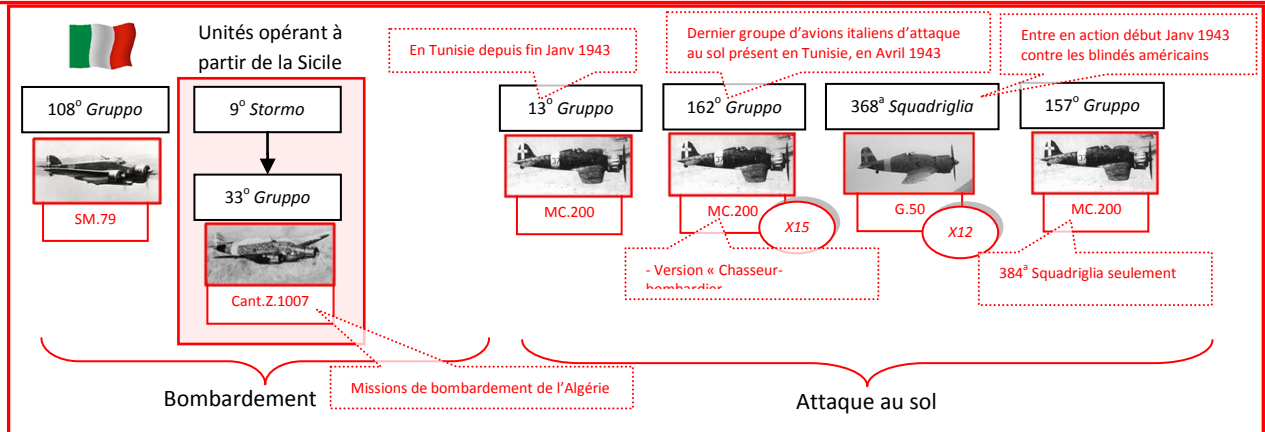 Unités opérant à
partir de la Sicile
En Tunisie depuis fin Janv 1943
Dernier groupe d'avions italiens d'attaque
au sol présent en Tunisie, en Avril 1943
Entre en action début Janv 1943
contre les blindés américains
108° Gruppo
9° Stormo
13° Gruppo
162° Gruppo
368ª Squadriglia
157° Gruppo
33° Gruppo
SM.79
MC.200
MC.200
G.50
MC.200
X15
X12
- Version « Chasseur-
bombardier
384ª Squadriglia seulement
Cant.Z.1007
Missions de bombardement de l'Algérie
Bombardement
Attaque au sol